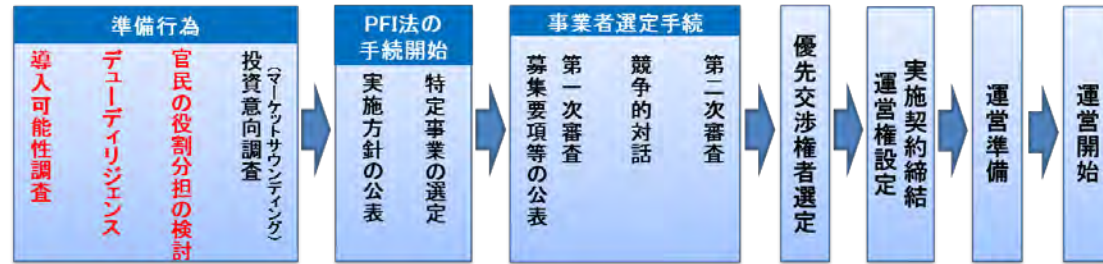 準備行為
導入可能性調査
デューディリジェンス
官民の役割分担の検討
投資意向調査
(マーケットサウンディング)
PFI法の
手続開始
実施方針の公表
特定事業の選定
事業者選定手続
募集要項等の公表
第一次審査
競争的対話
第二次審査
優先交渉権者選定
運営権設定
実施契約締結
運営準備
運営開始